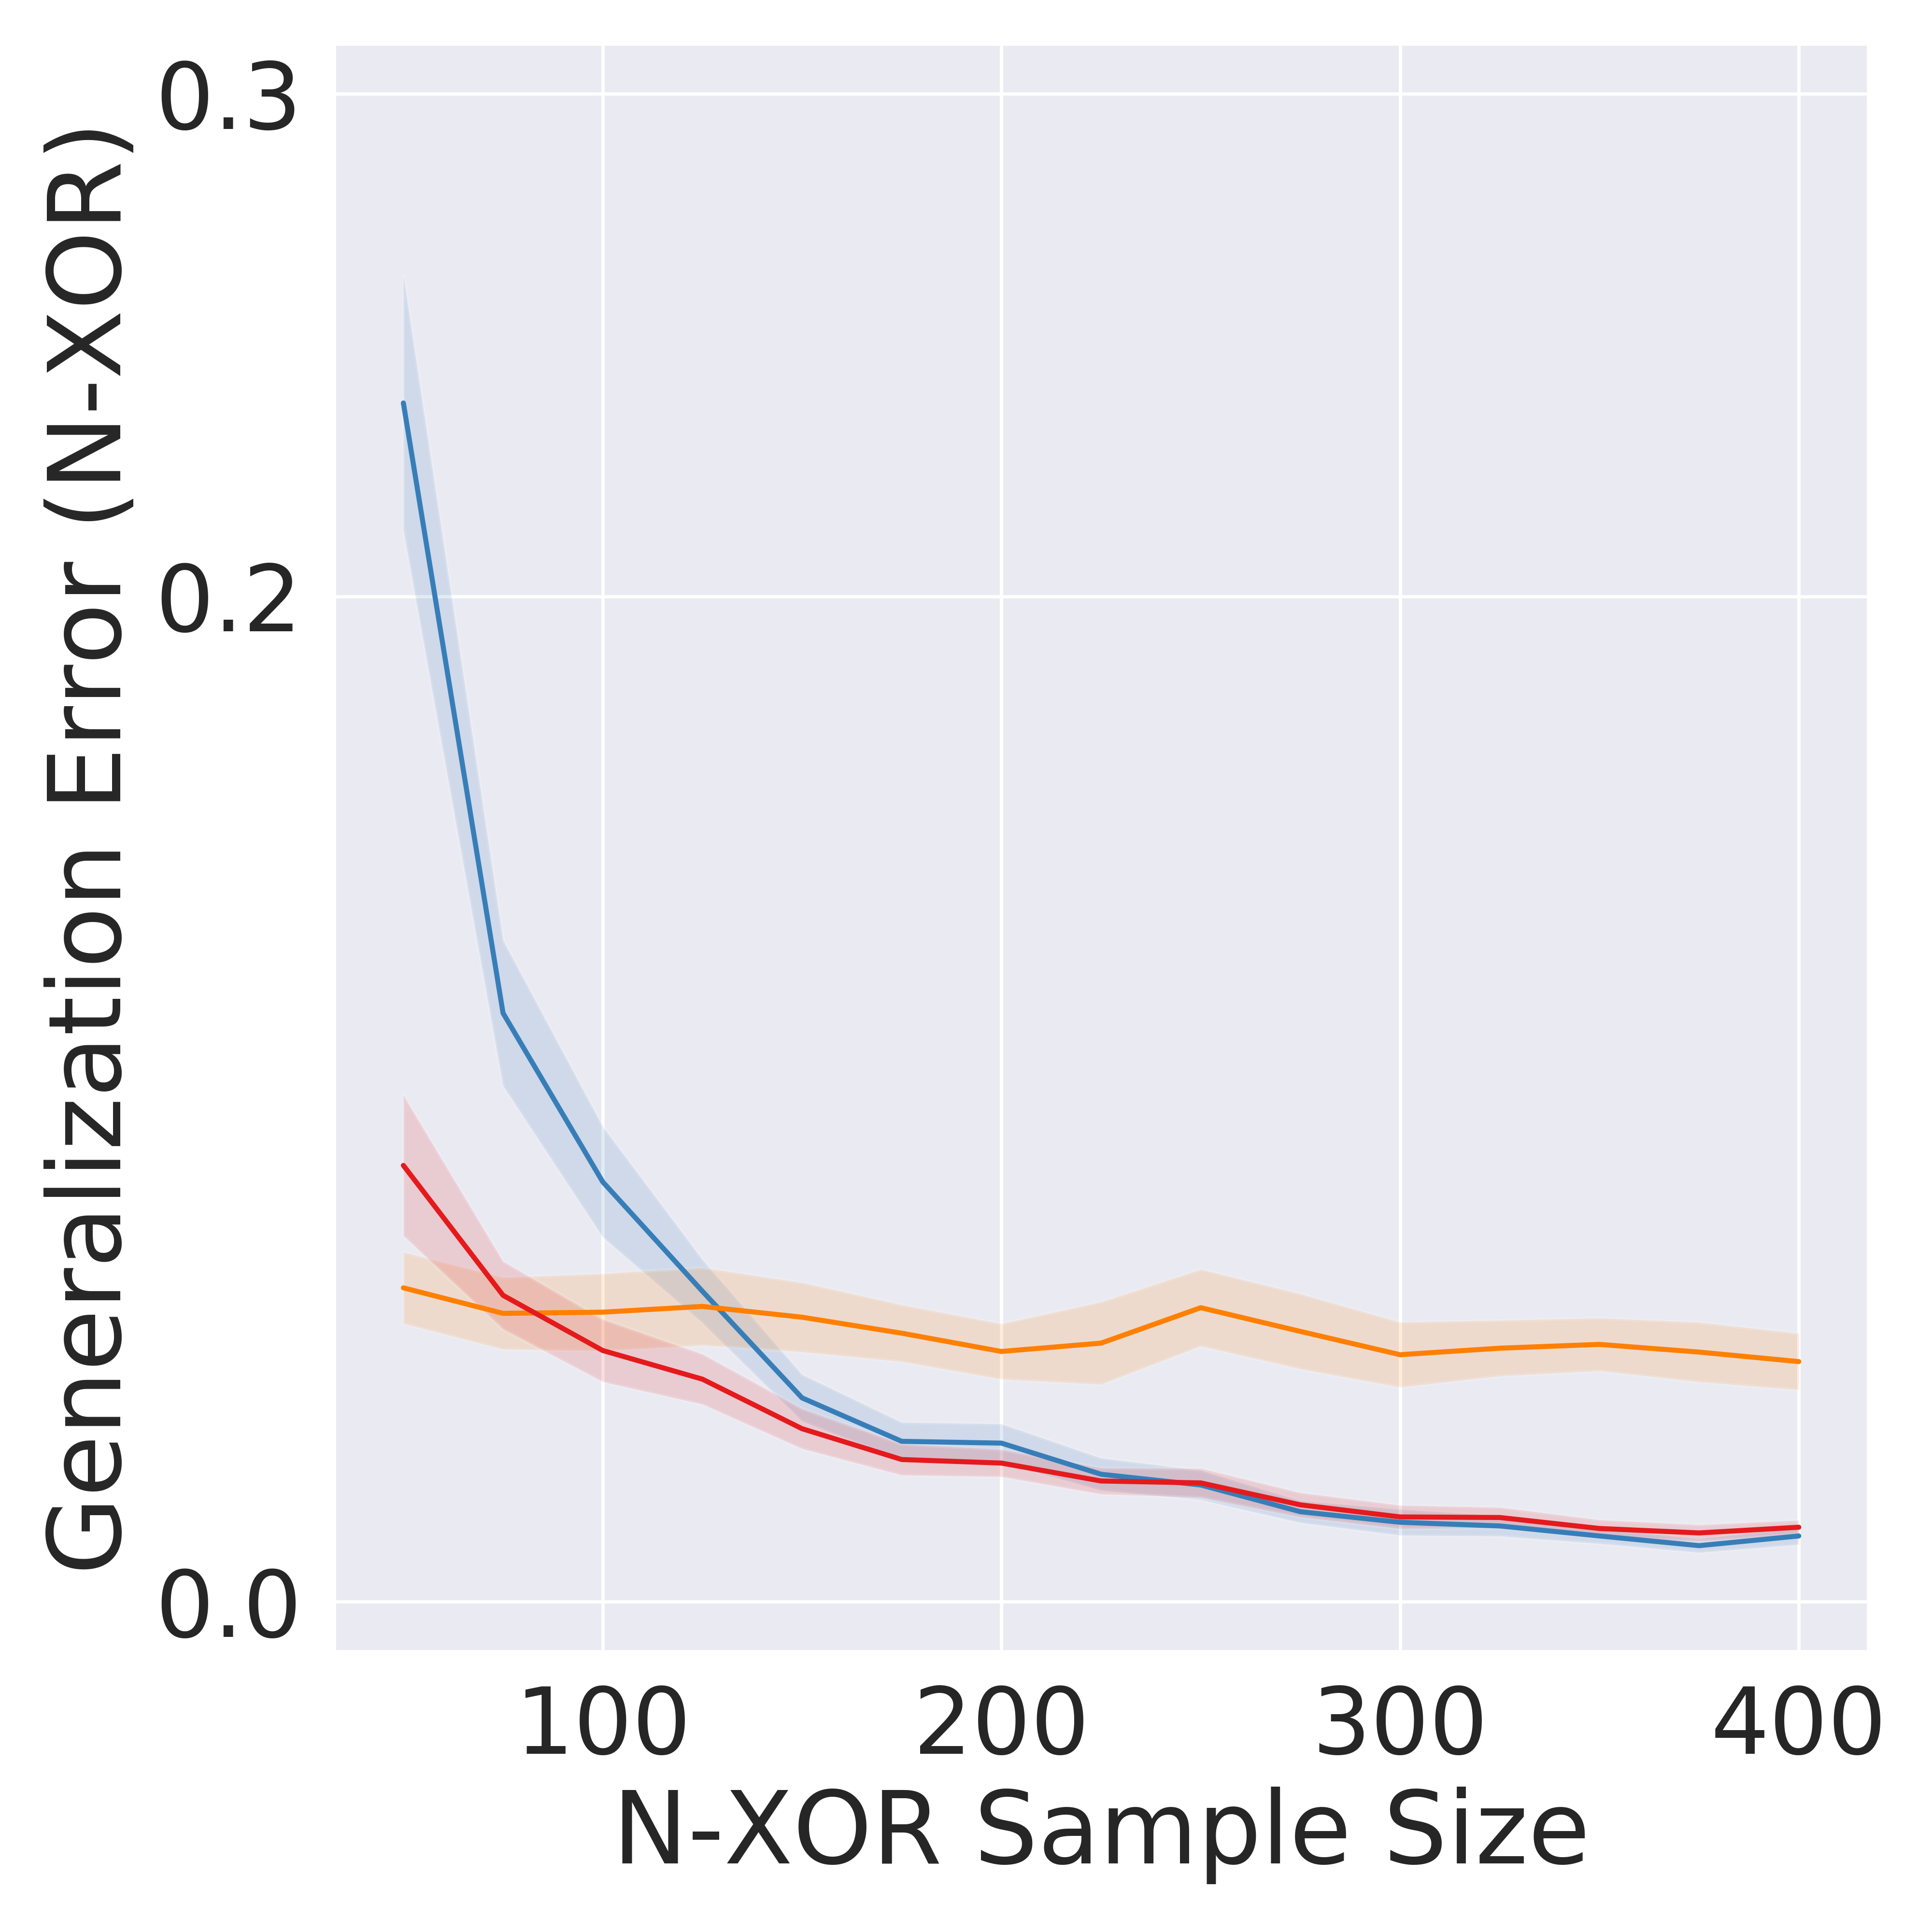 Generalization Error (N-XOR)
0.3
0.2
0.0
100 200 300 400
N-XOR Sample Size